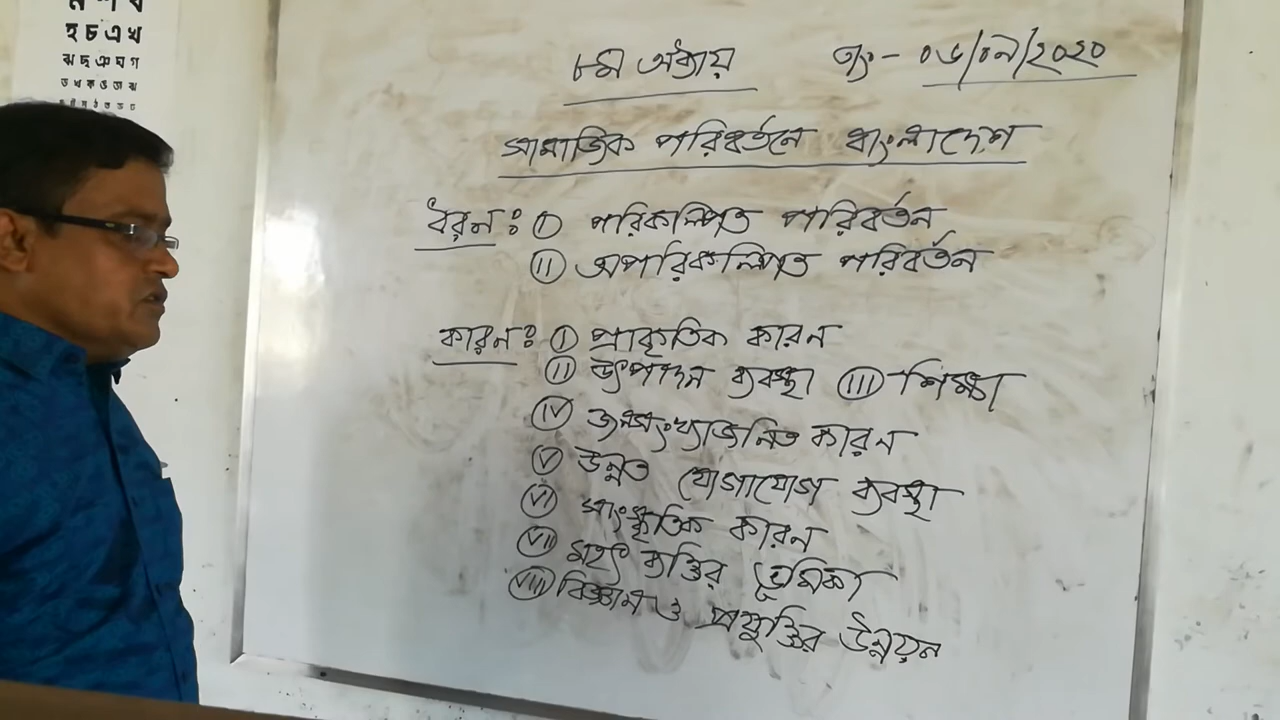 হ চ এ খ
ঝ ছ ঞ ঘ গ
৮ম অধ্যায় তাং - ০৬/০৯/২০২০
সামাজিক পরিবর্তনে বাংলাদেশ
ধরন: I পরিকল্পিত পরিবর্তন
II অপরিকল্পিত পরিবর্তন
কারন: I প্রাকৃতিক কারন
II উৎপাদন ব্যবস্থা III শিক্ষা
IV জনসংখ্যাজনিত কারন
V উন্নত যোগাযোগ ব্যবস্থা
VI সাংস্কৃতিক কারন
VII মহৎ ব্যক্তির ভূমিকা
VIII বিজ্ঞান ও প্রযুক্তির উন্নয়ন